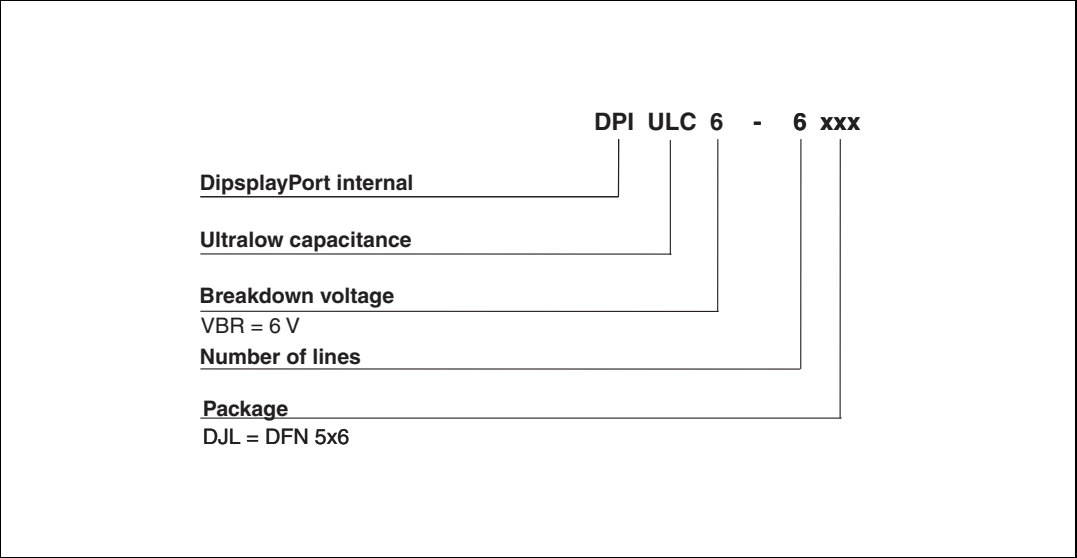 DPI ULC 6 - 6 xxx
DipsplayPort internal
Ultralow capacitance
Breakdown voltage
VBR = 6 V
Number of lines
Package
DJL = DFN 5x6